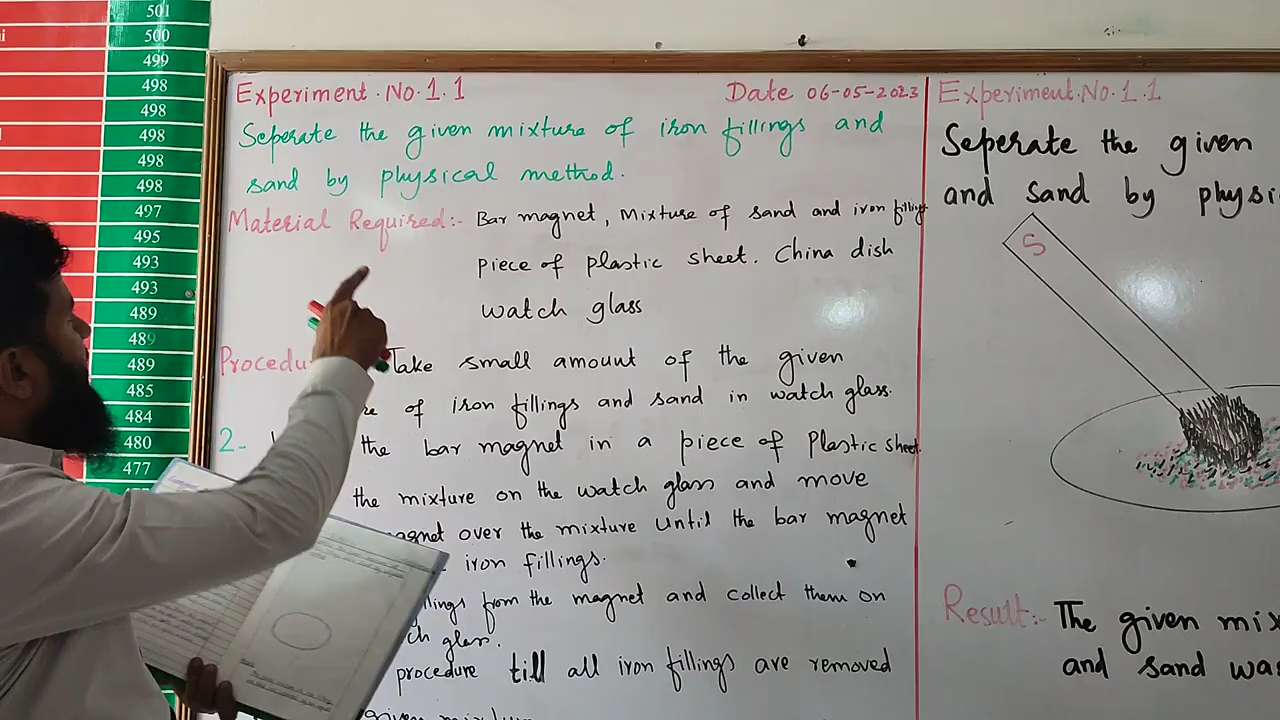 501
500
499
498
498
498
498
498
497
495
493
493
489
489
489
485
484
480
477
Experiment.No.1.1 Date 06-05-2023
Seperate the given mixture of iron fillings and
sand by physical method.
Material Required:- Bar magnet, Mixture of sand and iron filling
piece of plastic sheet. China dish
watch glass
Take small amount of the given
of iron fillings and sand in watch glass.
2- the bar magnet in a piece of Plastic sheet.
the mixture on the watch glass and move
over the mixture until the bar magnet
iron fillings.
from the magnet and collect them on
glass.
procedure till all iron fillings are removed
Experiment.No.1.1
Seperate the given
and sand by
S
Result:- The given
and sand